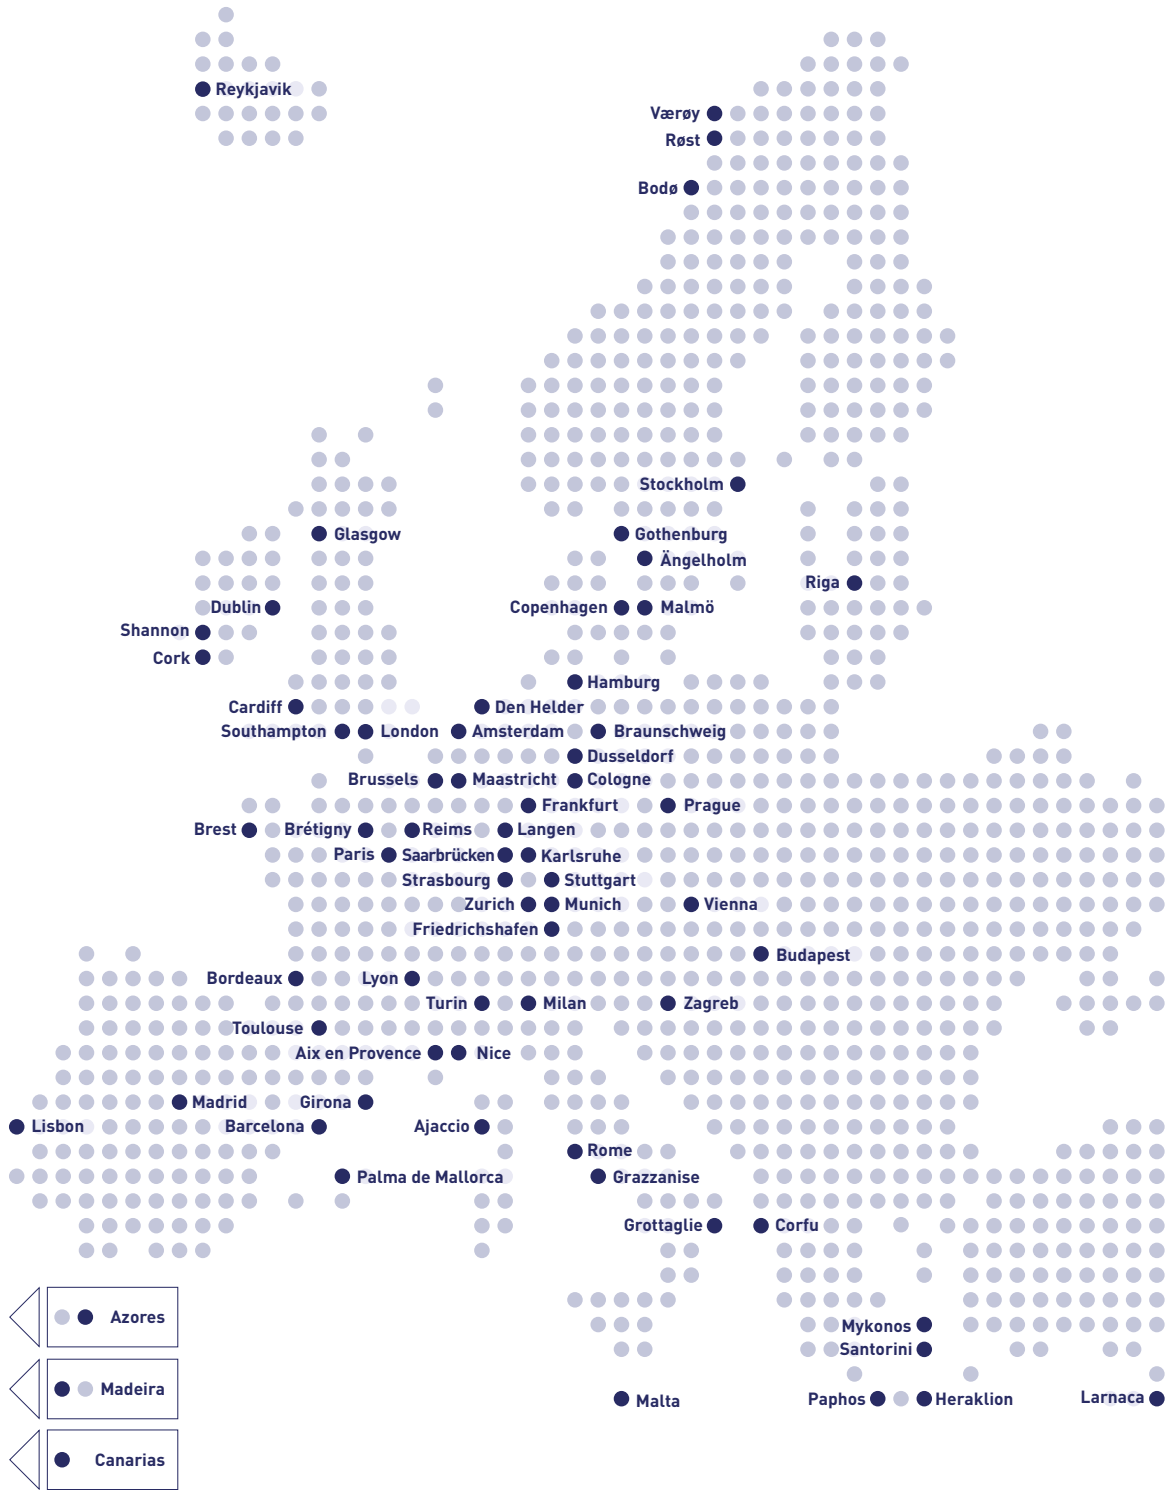 Reykjavik
Værøy
Røst
Bodø
Stockholm
Glasgow
Gothenburg
Ängelholm
Riga
Dublin
Copenhagen
Malmö
Shannon
Cork
Hamburg
Cardiff
Den Helder
Southampton
London
Amsterdam
Braunschweig
Dusseldorf
Brussels
Maastricht
Cologne
Frankfurt
Prague
Brest
Brétigny
Reims
Langen
Paris
Saarbrücken
Karlsruhe
Strasbourg
Stuttgart
Zurich
Munich
Vienna
Friedrichshafen
Budapest
Bordeaux
Lyon
Turin
Milan
Zagreb
Toulouse
Aix en Provence
Nice
Madrid
Girona
Lisbon
Barcelona
Ajaccio
Rome
Palma de Mallorca
Grazzanise
Grottaglie
Corfu
Azores
Mykonos
Santorini
Madeira
Malta
Paphos
Heraklion
Larnaca
Canarias